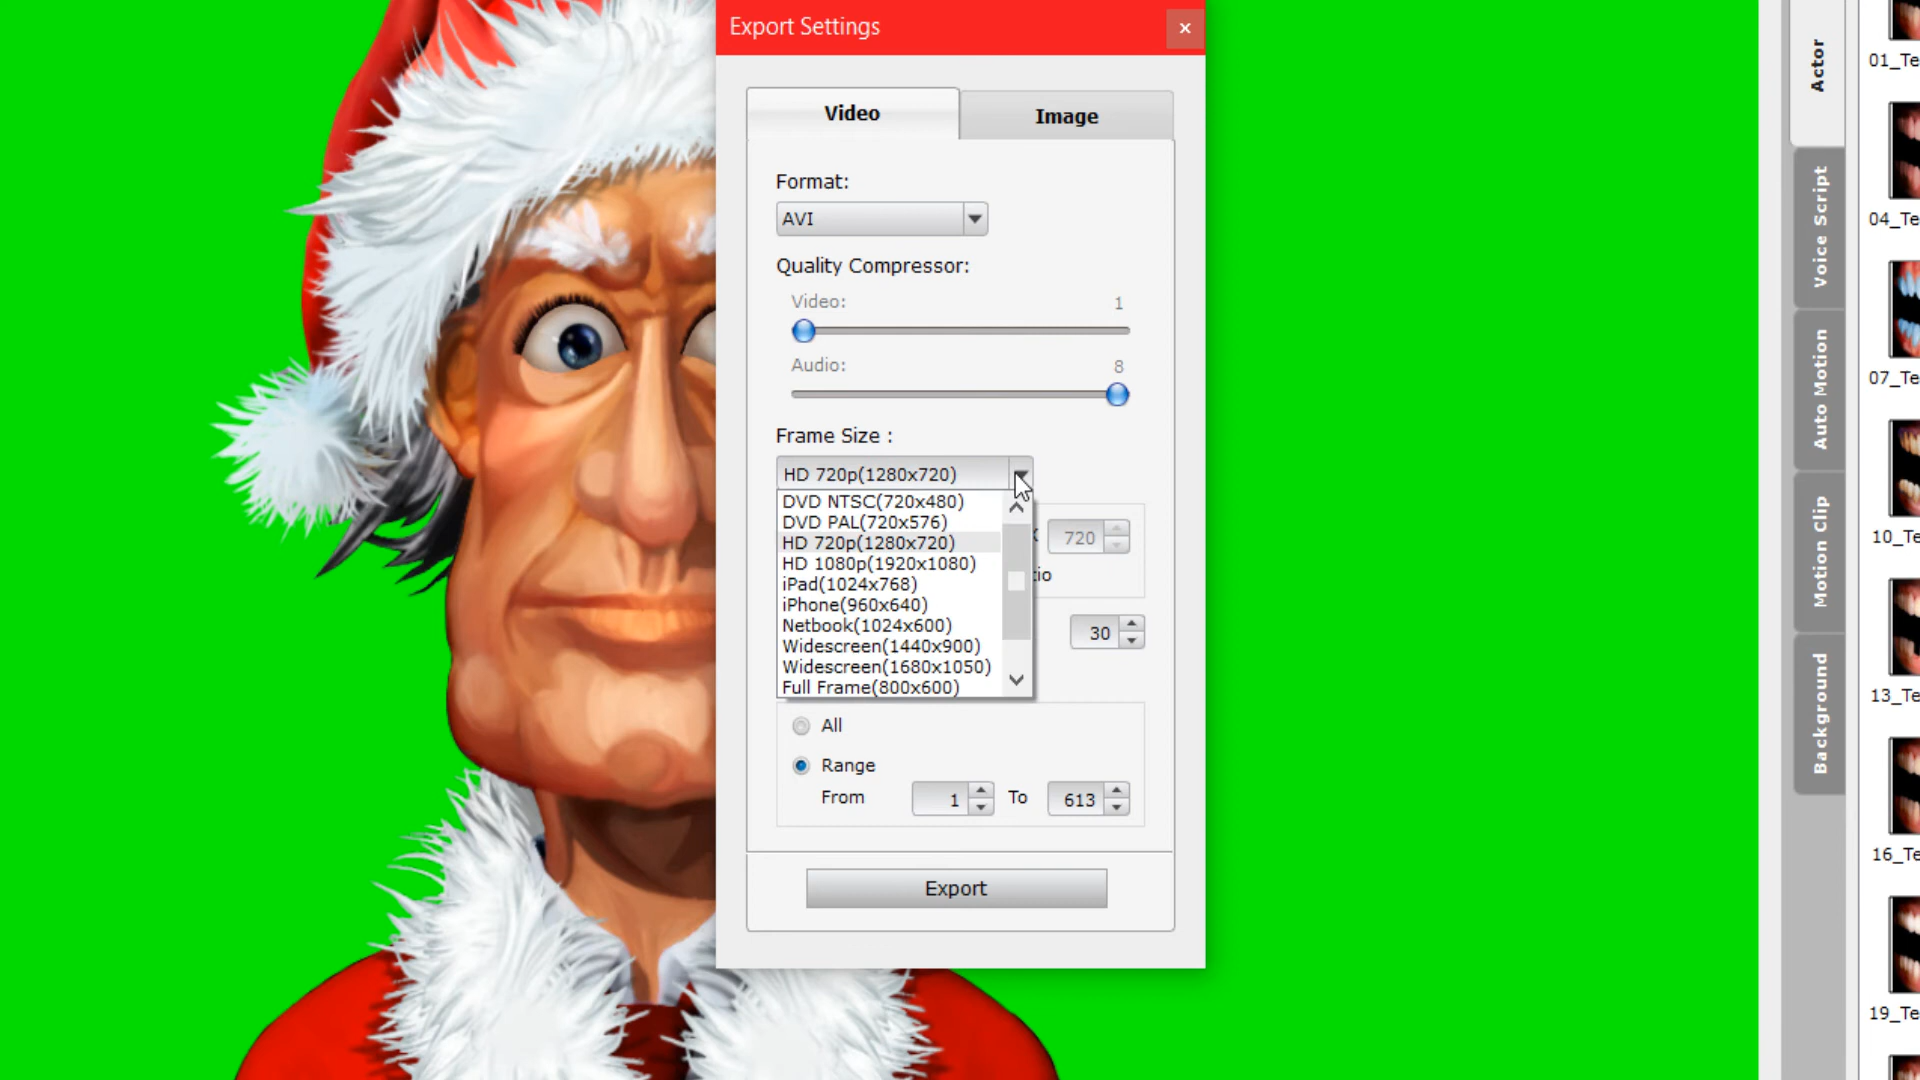 Export Settings
Video
Image
Format:
AVI
Quality Compressor:
Video:
1
Audio:
8
Frame Size :
HD 720p(1280x720)
DVD NTSC(720x480)
DVD PAL(720x576)
HD 720p(1280x720)
HD 1080p(1920x1080)
iPad(1024x768)
iPhone(960x640)
Netbook(1024x600)
Widescreen(1440x900)
Widescreen(1680x1050)
Full Frame(800x600)
720
30
All
Range
From 1 To 613
Export
Actor
Voice Script
Auto Motion
Motion Clip
Background
01_Te
04_Te
07_Te
10_Te
13_Te
16_Te
19_Te